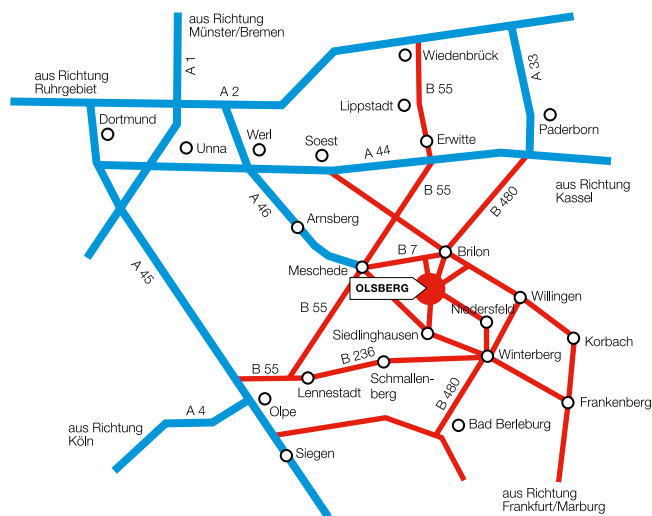 aus Richtung
Münster/Bremen
A 1
aus Richtung
Ruhrgebiet
A 2
Wiedenbrück
A 33
B 55
Lippstadt
Dortmund
Unna
Werl
Soest
Erwitte
Paderborn
A 44
aus Richtung
Kassel
B 55
B 480
A 46
Arnsberg
A 45
B 7
Brilon
Meschede
OLSBERG
Willingen
Niedersfeld
B 55
Siedlinghausen
Korbach
B 236
Winterberg
B 55
Lennestadt
Schmallen-
berg
B 480
Frankenberg
A 4
Olpe
aus Richtung
Köln
Bad Berleburg
Siegen
aus Richtung
Frankfurt/Marburg